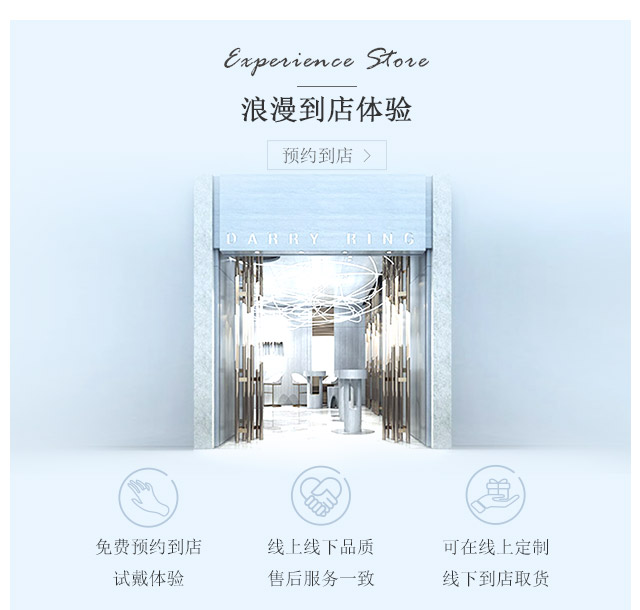 Experience Store
浪漫到店体验
预约到店 >
DARRY RING
免费预约到店
试戴体验
线上线下品质
售后服务一致
可在线上定制
线下到店取货